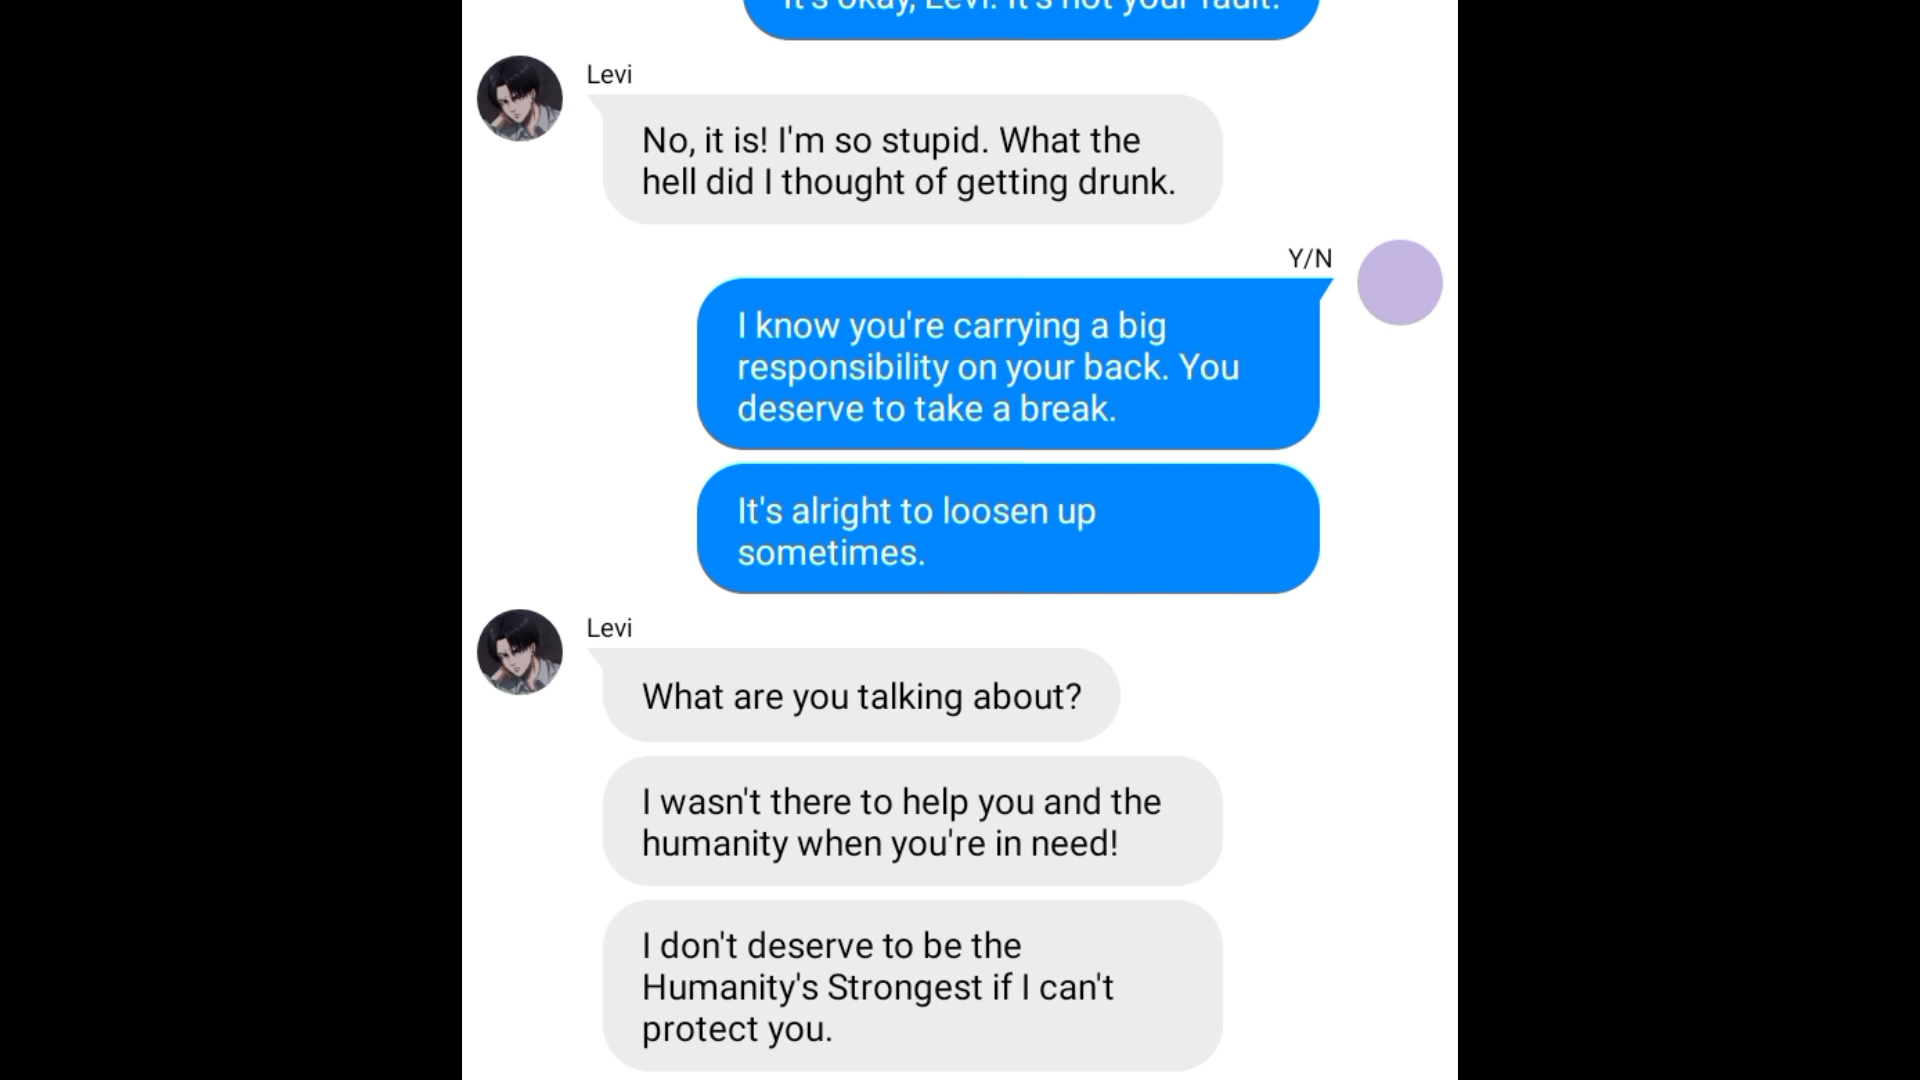 It's okay, Levi. It's not your fault.
Levi
No, it is! I'm so stupid. What the
hell did I thought of getting drunk.
Y/N
I know you're carrying a big
responsibility on your back. You
deserve to take a break.
It's alright to loosen up
sometimes.
Levi
What are you talking about?
I wasn't there to help you and the
humanity when you're in need!
I don't deserve to be the
Humanity's Strongest if I can't
protect you.